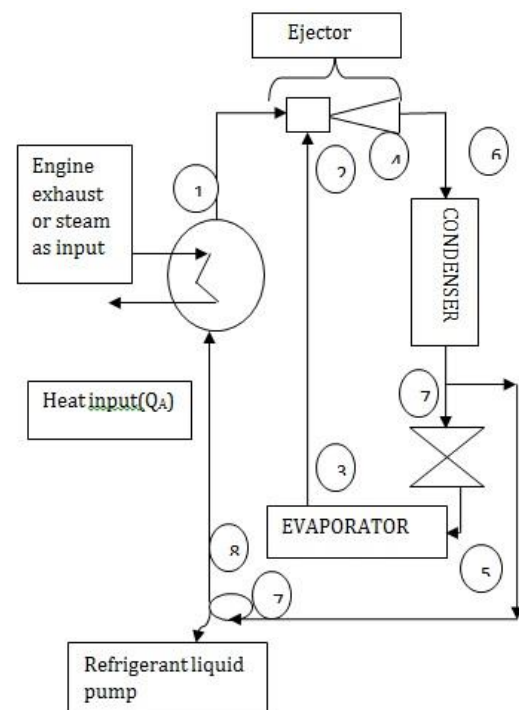 Ejector
Engine
exhaust
or steam
as input
1
2
4
6
CONDENSER
Heat input(QA)
7
3
EVAPORATOR
5
8
7
Refrigerant liquid
pump